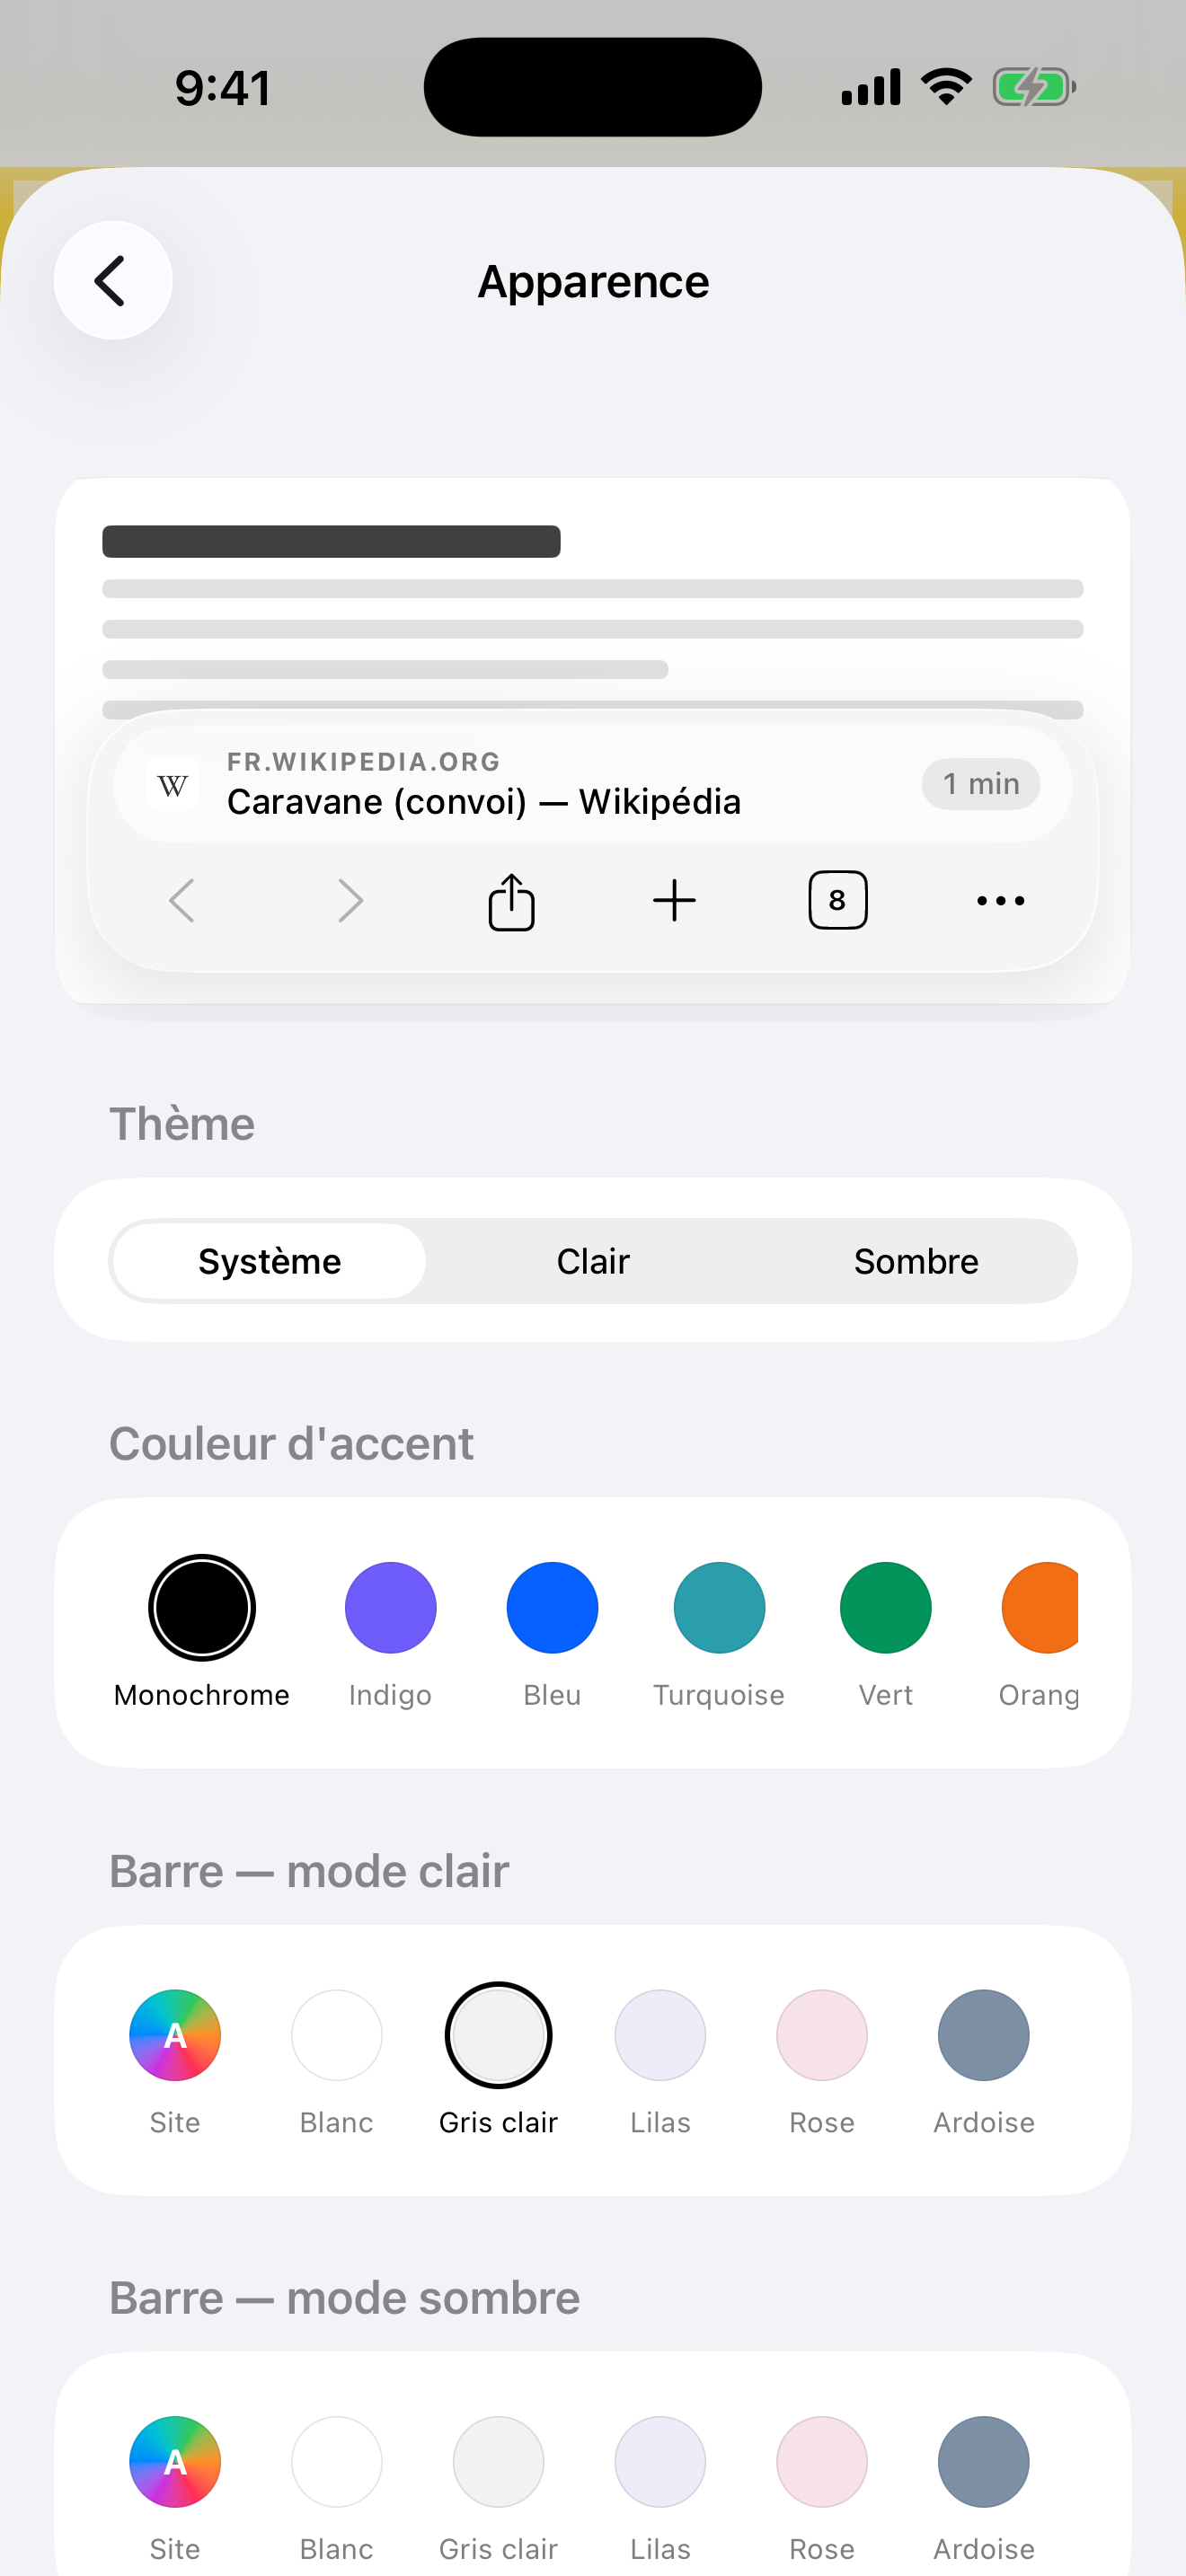 9:41
Apparence
W
FR.WIKIPEDIA.ORG
Caravane (convoi) — Wikipédia
1 min
8
Thème
Système
Clair
Sombre
Couleur d'accent
Monochrome
Indigo
Bleu
Turquoise
Vert
Orang
Barre — mode clair
A
Site
Blanc
Gris clair
Lilas
Rose
Ardoise
Barre — mode sombre
A
Site
Blanc
Gris clair
Lilas
Rose
Ardoise